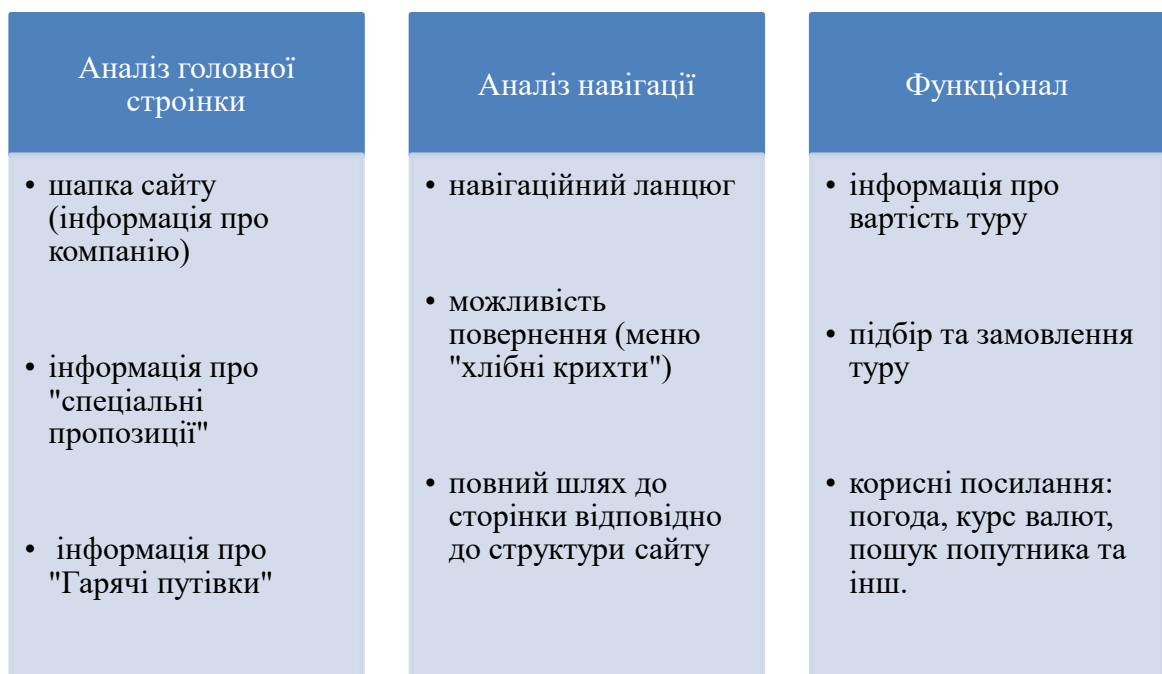 Аналіз головної
строінки
• шапка сайту
(інформація про
компанію)
• інформація про
"спеціальні
пропозиції"
• інформація про
"Гарячі путівки"
Аналіз навігації
• навігаційний ланцюг
• можливість
повернення (меню
"хлібні крихти")
• повний шлях до
сторінки відповідно
до структури сайту
Функціонал
• інформація про
вартість туру
• підбір та замовлення
туру
• корисні посилання:
погода, курс валют,
пошук попутника та
інш.